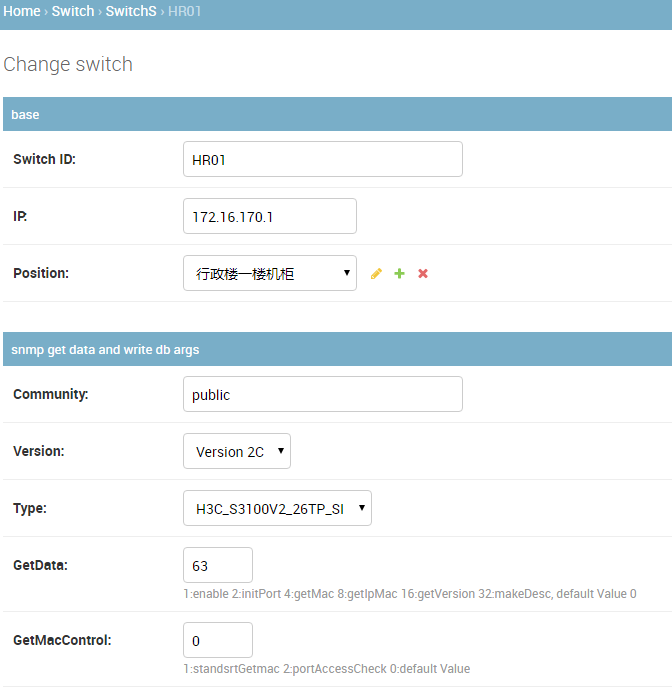 Home › Switch › SwitchS › HR01
Change switch
base
Switch ID: HR01
IP: 172.16.170.1
Position: 行政楼一楼机柜
snmp get data and write db args
Community: public
Version: Version 2C
Type: H3C_S3100V2_26TP_SI
GetData: 63
1:enable 2:initPort 4:getMac 8:getIpMac 16:getVersion 32:makeDesc, default Value 0
GetMacControl: 0
1:standsrtGetmac 2:portAccessCheck 0:default Value